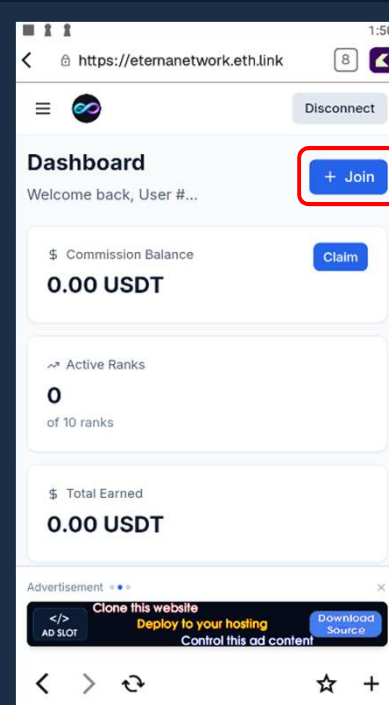 1:50
https://eternanetwork.eth.link
8
Disconnect
Dashboard
+ Join
Welcome back, User #...
$ Commission Balance
Claim
0.00 USDT
Active Ranks
0
of 10 ranks
$ Total Earned
0.00 USDT
Advertisement
Clone this website
</>
Deploy to your hosting
Download
AD SLOT
Source
Control this ad content